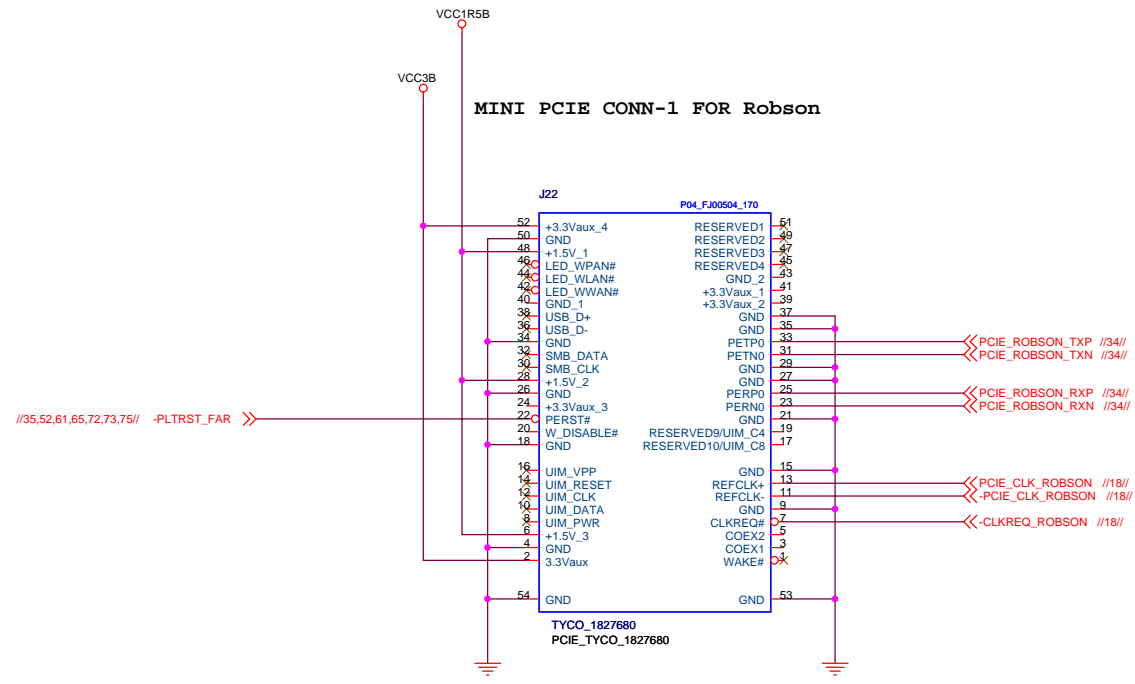 VCC1R5B
VCC3B
MINI PCIE CONN-1 FOR Robson
J22
P04_FJ00504_170
52 +3.3Vaux_4 RESERVED1 51
50 GND RESERVED2 49
48 +1.5V_1 RESERVED3 47
46 LED_WPAN# RESERVED4 45
44 LED_WLAN# GND_2 43
42 LED_WWAN# +3.3Vaux_1 41
40 GND_1 +3.3Vaux_2 39
38 USB_D+ GND 37
36 USB_D- GND 35
34 GND PETP0 33 PCIE_ROBSON_TXP //34//
32 SMB_DATA PETN0 31 PCIE_ROBSON_TXN //34//
30 SMB_CLK GND 29
28 +1.5V_2 GND 27
26 GND PERP0 25 PCIE_ROBSON_RXP //34//
24 +3.3Vaux_3 PERN0 23 PCIE_ROBSON_RXN //34//
//35,52,61,65,72,73,75// -PLTRST_FAR 22 PERST# GND 21
20 W_DISABLE# RESERVED9/UIM_C4 19
18 GND RESERVED10/UIM_C8 17
16 UIM_VPP GND 15
14 UIM_RESET REFCLK+ 13 PCIE_CLK_ROBSON //18//
12 UIM_CLK REFCLK- 11 -PCIE_CLK_ROBSON //18//
10 UIM_DATA GND 9
8 UIM_PWR CLKREQ# 7 -CLKREQ_ROBSON //18//
6 +1.5V_3 COEX2 5
4 GND COEX1 3
2 3.3Vaux WAKE# 1
54 GND GND 53
TYCO_1827680
PCIE_TYCO_1827680